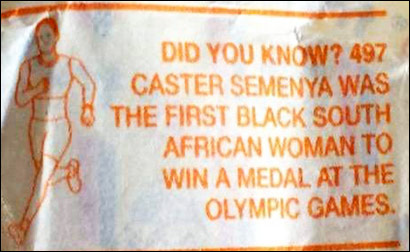 DID YOU KNOW? 497
CASTER SEMENYA WAS
THE FIRST BLACK SOUTH
AFRICAN WOMAN TO
WIN A MEDAL AT THE
OLYMPIC GAMES.